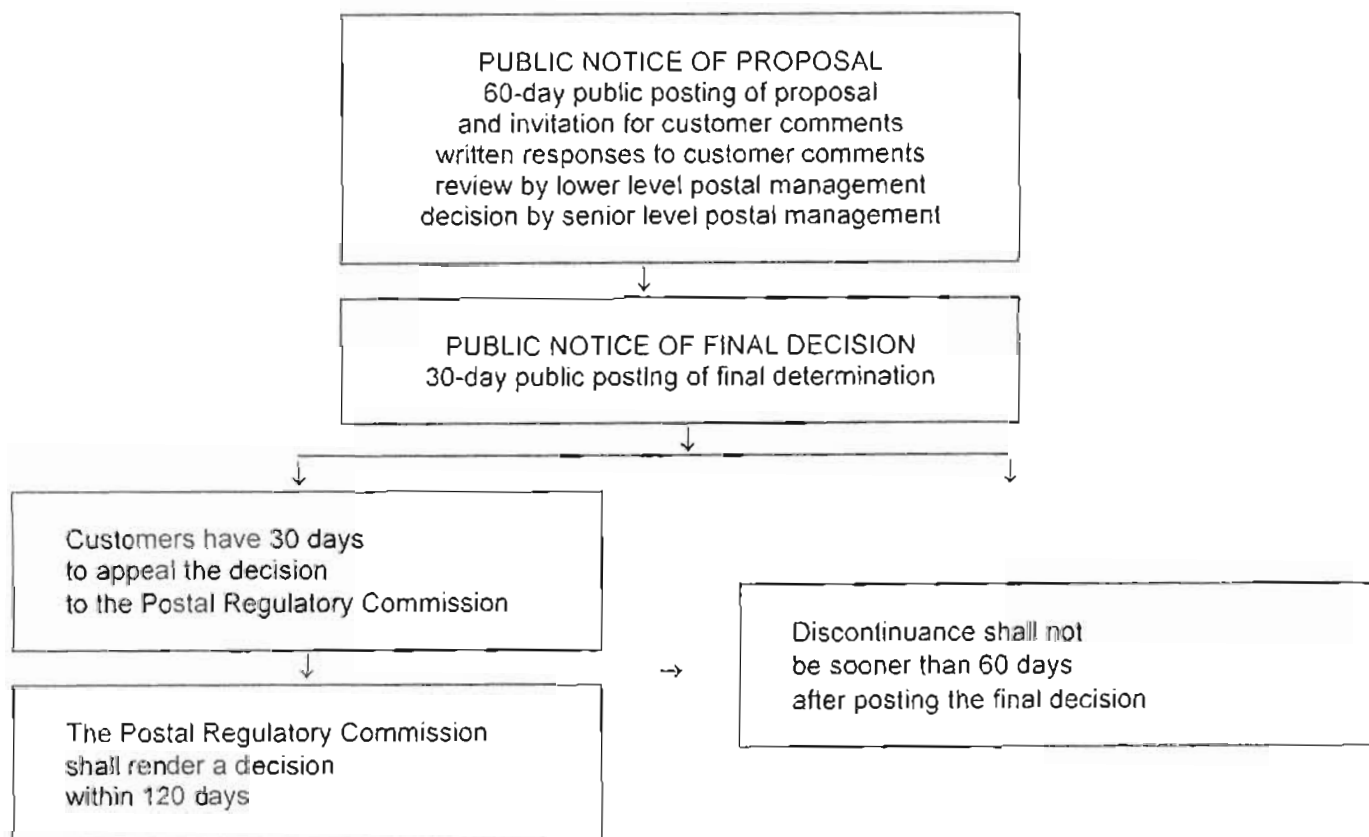 PUBLIC NOTICE OF PROPOSAL
60-day public posting of proposal
and invitation for customer comments
written responses to customer comments
review by lower level postal management
decision by senior level postal management
↓
PUBLIC NOTICE OF FINAL DECISION
30-day public posting of final determination
↓
↓ ↓
Customers have 30 days
to appeal the decision
to the Postal Regulatory Commission
↓
The Postal Regulatory Commission
shall render a decision
within 120 days
→
Discontinuance shall not
be sooner than 60 days
after posting the final decision